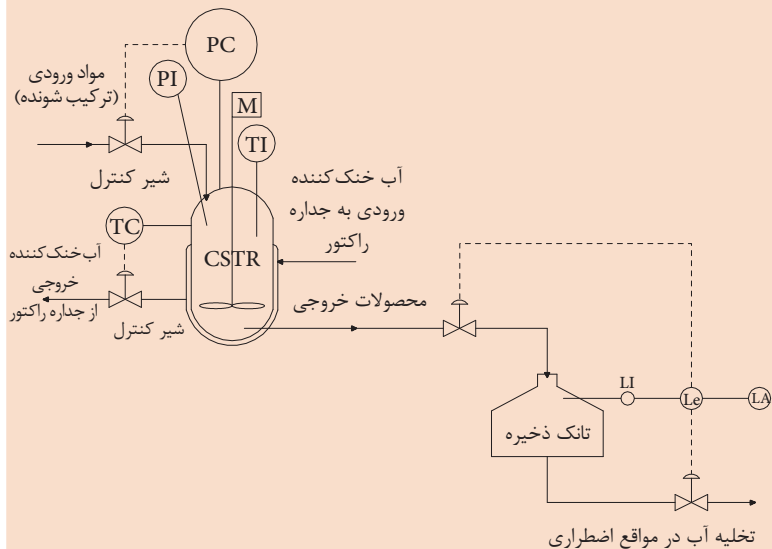 PC
مواد ورودی
(ترکیب شونده)
PI
M
TI
شیر کنترل
آب خنک‌کننده
ورودی به جداره
راکتور
TC
CSTR
آب‌خنک‌کننده
خروجی
از جداره راکتور
شیر کنترل
محصولات خروجی
LI
Le
LA
تانک ذخیره
تخلیه آب در مواقع اضطراری